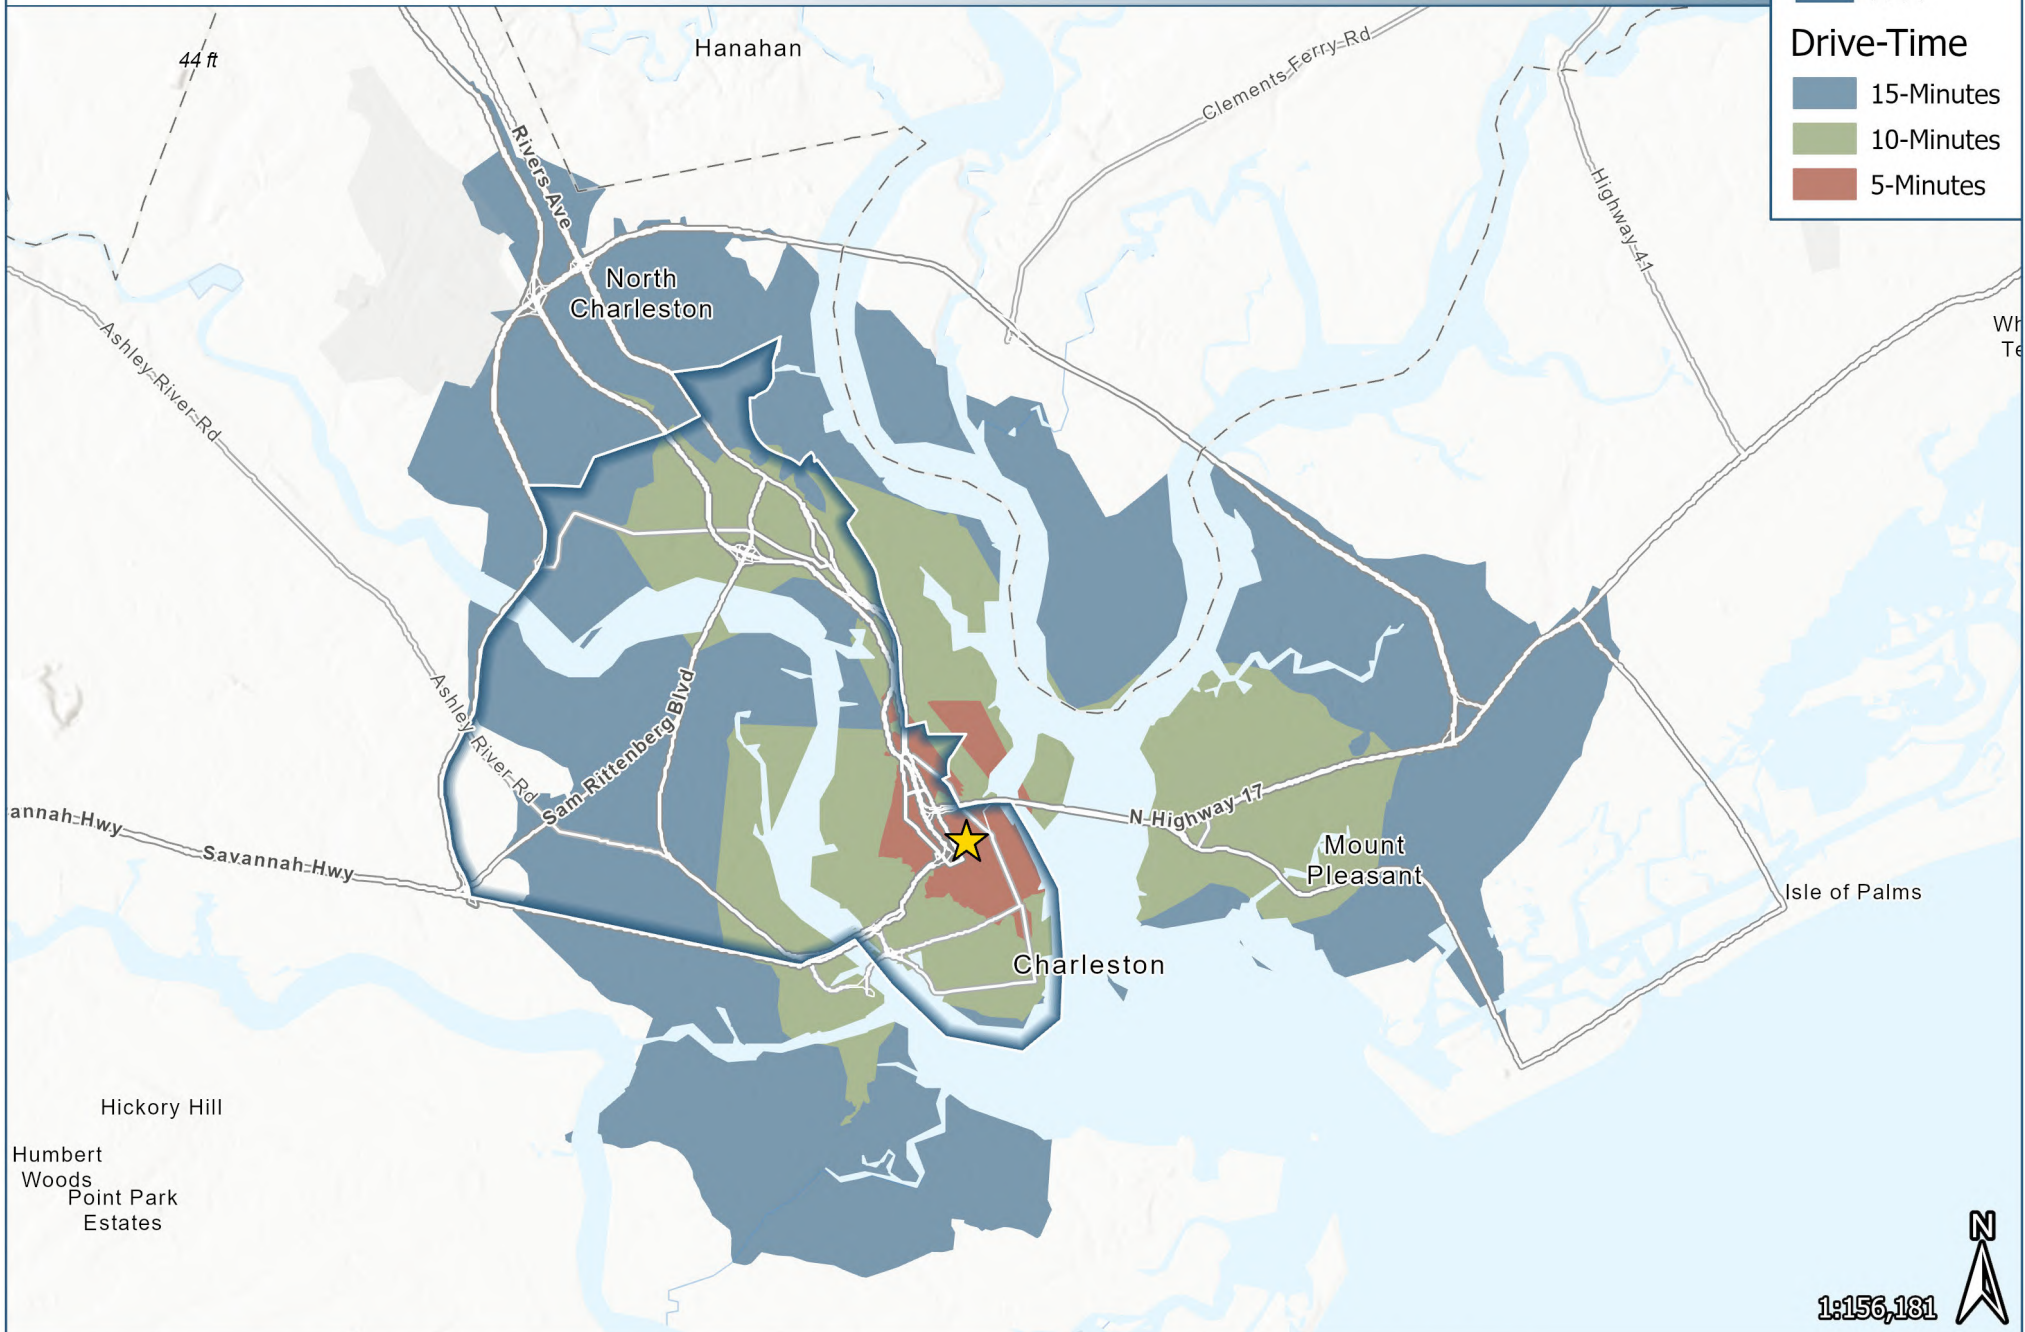 Drive-Time
15-Minutes
10-Minutes
5-Minutes
44 ft
Hanahan
Clements Ferry Rd
Rivers Ave
Highway 41
North
Charleston
Ashley River Rd
Ashley River Rd
Sam Rittenberg Blvd
annah Hwy
Savannah Hwy
N Highway 17
Mount
Pleasant
Isle of Palms
Charleston
Hickory Hill
Humbert
Woods
Point Park
Estates
Wh
Te
N
1:156,181